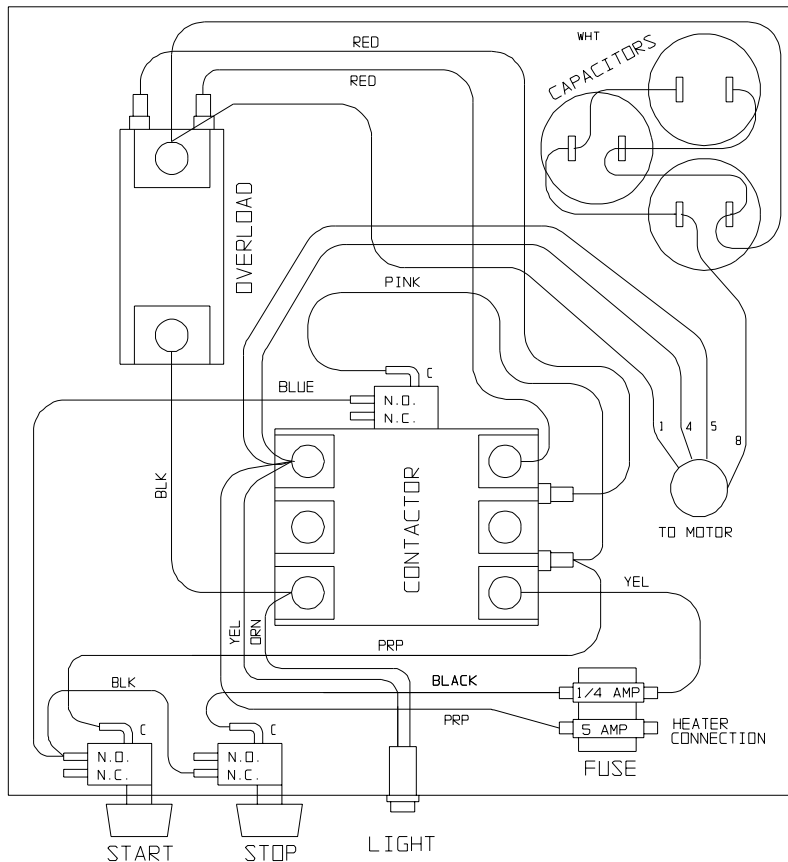 WHT
RED
RED
CAPACITORS
OVERLOAD
PINK
C
BLUE
N.O.
N.C.
1
4
5
8
BLK
CONTACTOR
TO MOTOR
YEL
YEL
ORN
PRP
BLK
BLACK
1/4 AMP
PRP
5 AMP
HEATER
CONNECTION
C
C
N.O.
N.C.
N.O.
N.C.
FUSE
START
STOP
LIGHT